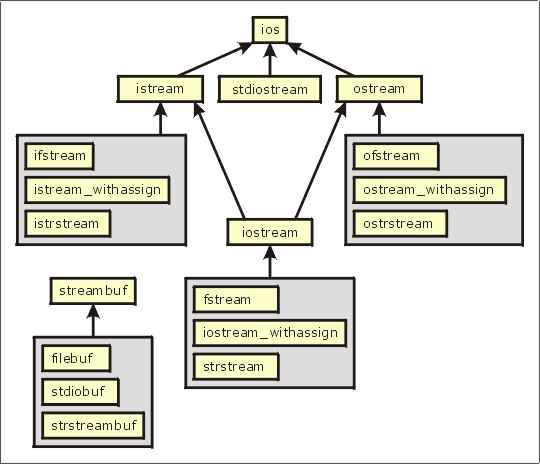 ios
istream
stdiostream
ostream
ifstream
istream_withassign
istrstream
ofstream
ostream_withassign
ostrstream
iostream
fstream
iostream_withassign
strstream
streambuf
filebuf
stdiobuf
strstreambuf